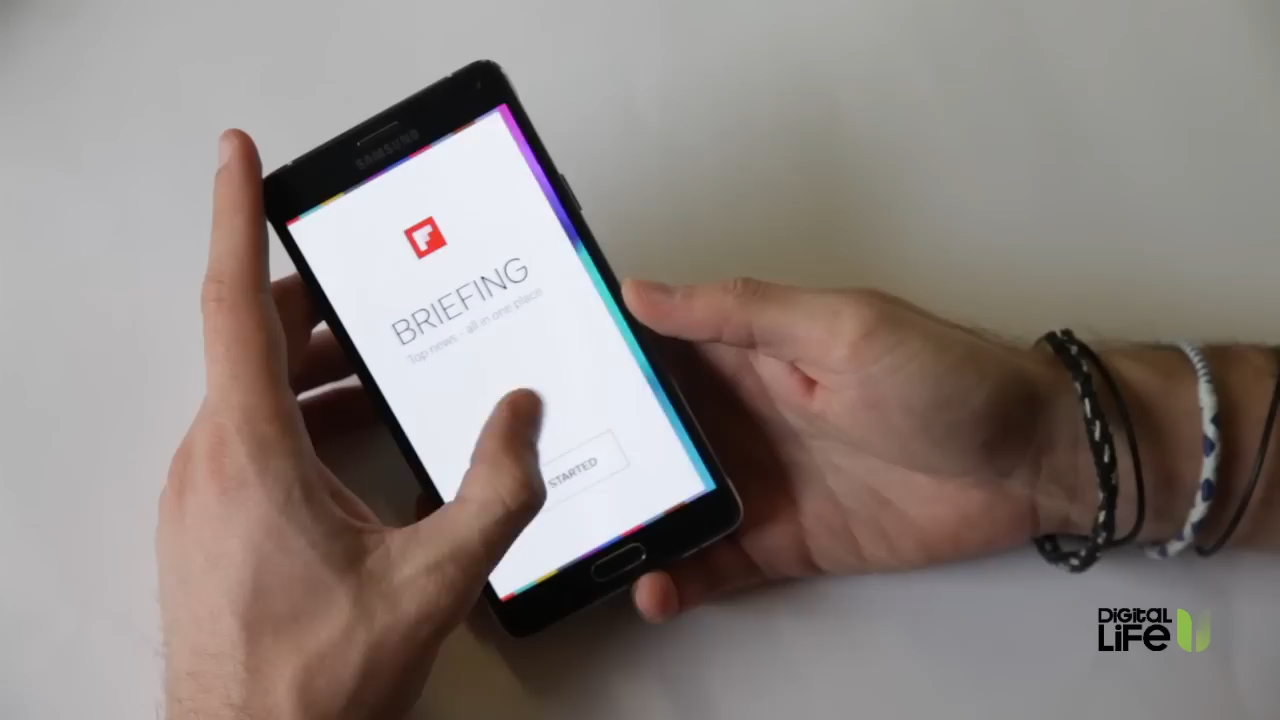 SAMSUNG
BRIEFING
Top news - all in one place
STARTED
DiGitaL
LiFe